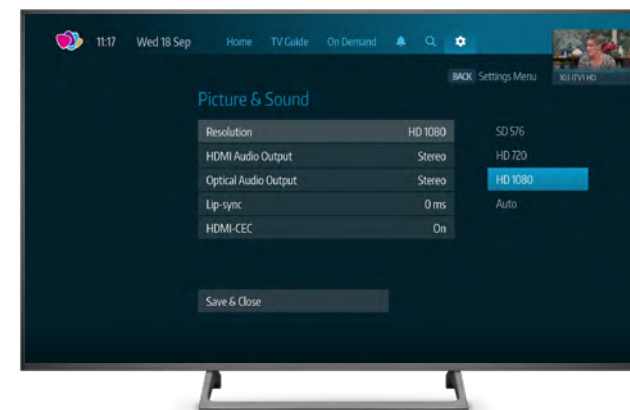 11:17 Wed 18 Sep Home TV Guide On Demand
BACK Settings Menu 103 ITV1 HD
Picture & Sound
Resolution HD 1080 SD 576
HDMI Audio Output Stereo HD 720
Optical Audio Output Stereo HD 1080
Lip-sync 0 ms Auto
HDMI-CEC On
Save & Close